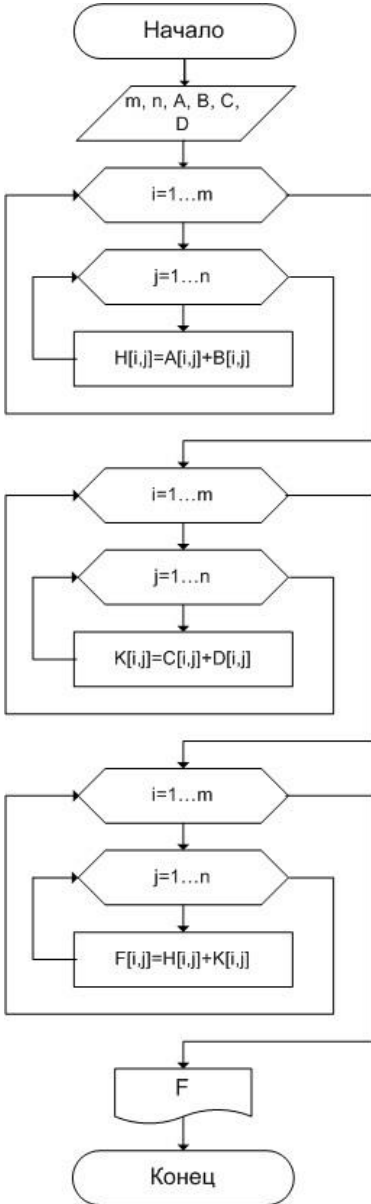 Начало
m, n, A, B, C,
D
i=1...m
j=1...n
H[i,j]=A[i,j]+B[i,j]
i=1...m
j=1...n
K[i,j]=C[i,j]+D[i,j]
i=1...m
j=1...n
F[i,j]=H[i,j]+K[i,j]
F
Конец